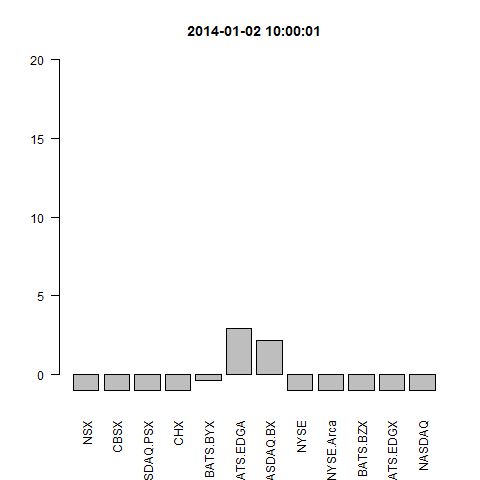 2014-01-02 10:00:01
20
15
10
5
0
NSX
CBSX
SDAQ.PSX
CHX
BATS.BYX
ATS.EDGA
ASDAQ.BX
NYSE
NYSE.Arca
BATS.BZX
ATS.EDGX
NASDAQ